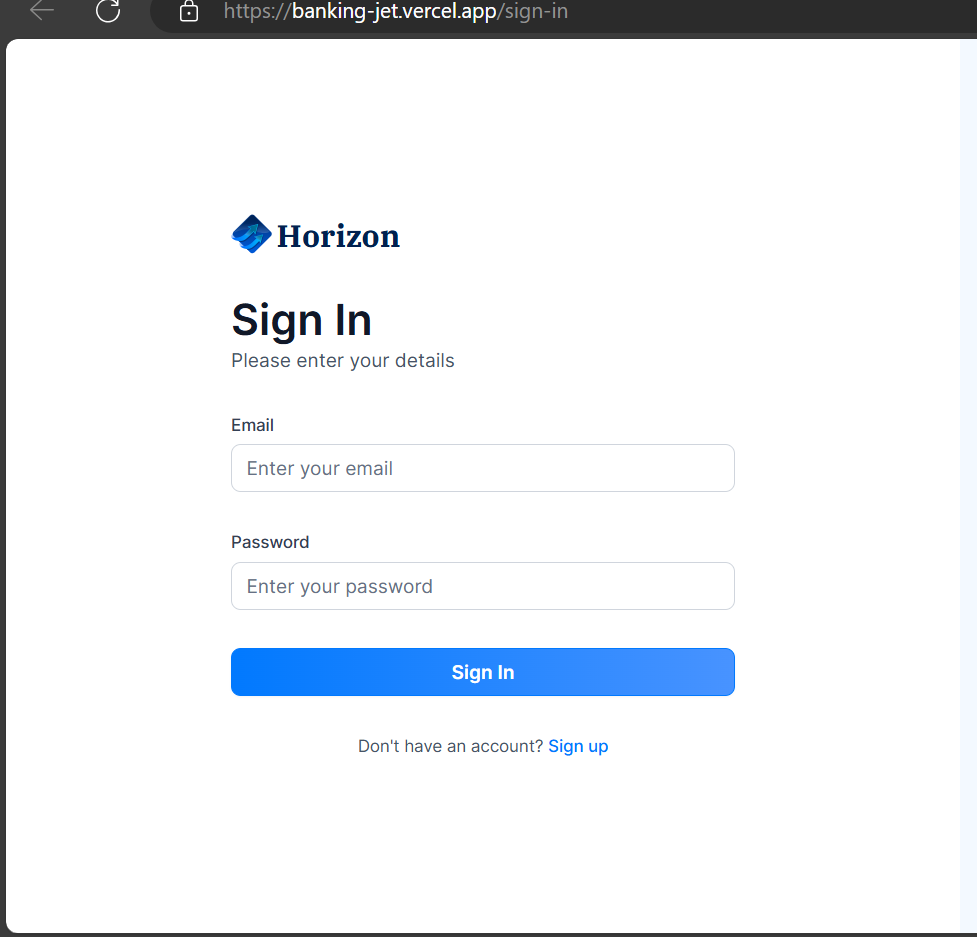 https://banking-jet.vercel.app/sign-in
Horizon
Sign In
Please enter your details
Email
Enter your email
Password
Enter your password
Sign In
Don't have an account? Sign up